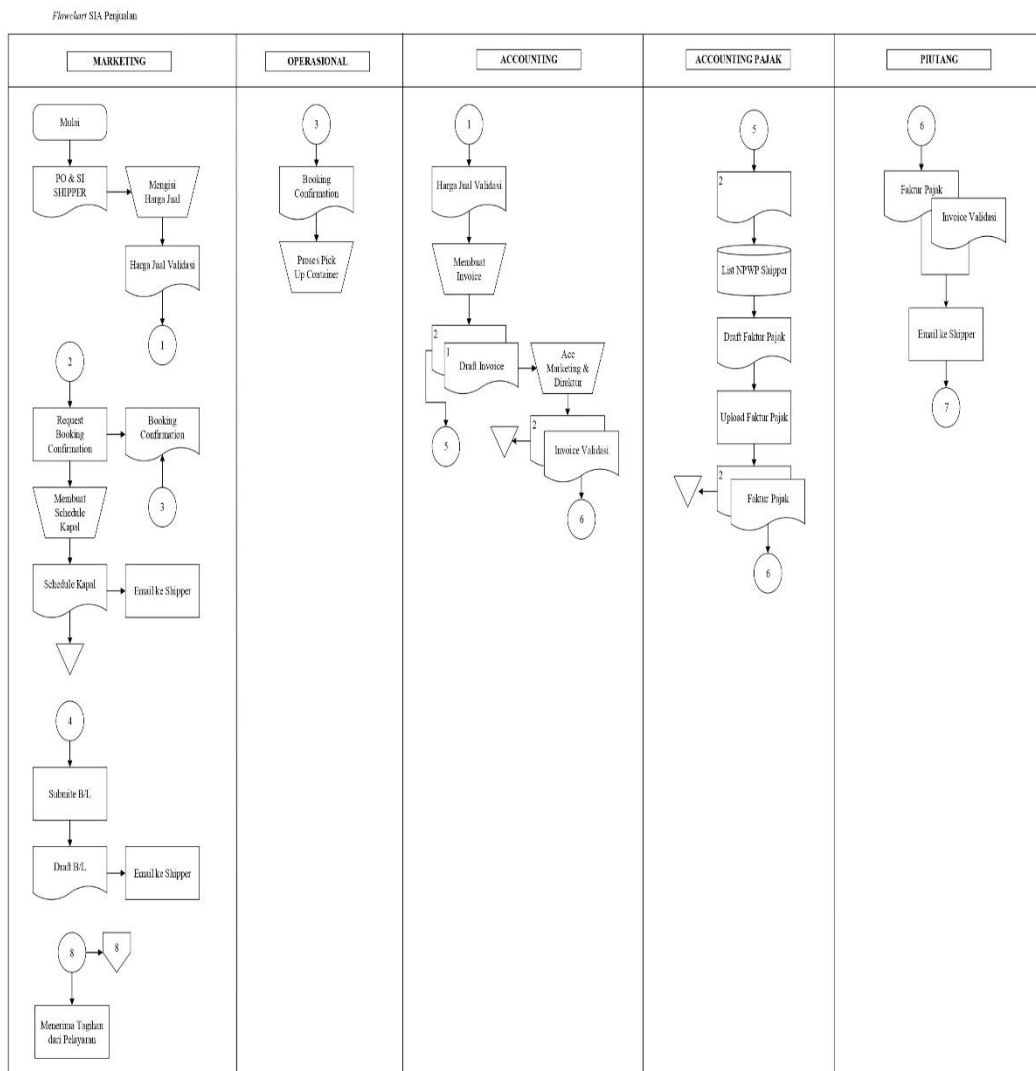 Flowchart SIA Penjualan
MARKETING
OPERASIONAL
ACCOUNTING
ACCOUNTING PAJAK
PIUTANG
Mulai
PO & SI
SHIPPER
Mengisi
Harga Jual
Harga Jual Validasi
1
2
Request
Booking
Confirmation
Booking
Confirmation
3
Membuat
Schedule
Kapal
Schedule Kapal
Email ke Shipper
4
Submite B/L
Draft B/L
Email ke Shipper
8
8
Menerima Tagihan
dari Pelayaran
3
Booking
Confirmation
Proses Pick
Up Container
1
Harga Jual Validasi
Membuat
Invoice
2
1
Draft Invoice
Acc
Marketing &
Direktur
5
2
Invoice Validasi
6
5
2
List NPWP Shipper
Draft Faktur Pajak
Upload Faktur Pajak
2
Faktur Pajak
6
6
Faktur Pajak
Invoice Validasi
Email ke Shipper
7